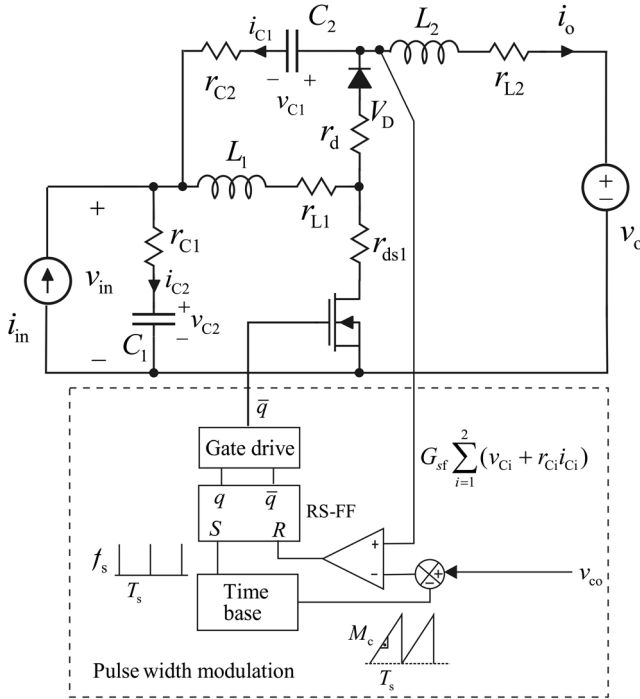 i_C1
C_2
L_2
i_o
r_C2
− v_C1 +
r_L2
V_D
r_d
L_1
r_L1
+
r_C1
r_ds1
+
−
v_o
v_in
i_C2
i_in
+
− v_C2
C_1
−
q̅
Gate drive
G_sf ∑_{i=1}^{2} (v_Ci + r_Ci i_Ci)
q q̅
RS-FF
S R
+
−
+
−
v_co
f_s
T_s
Time
base
M_c
T_s
Pulse width modulation